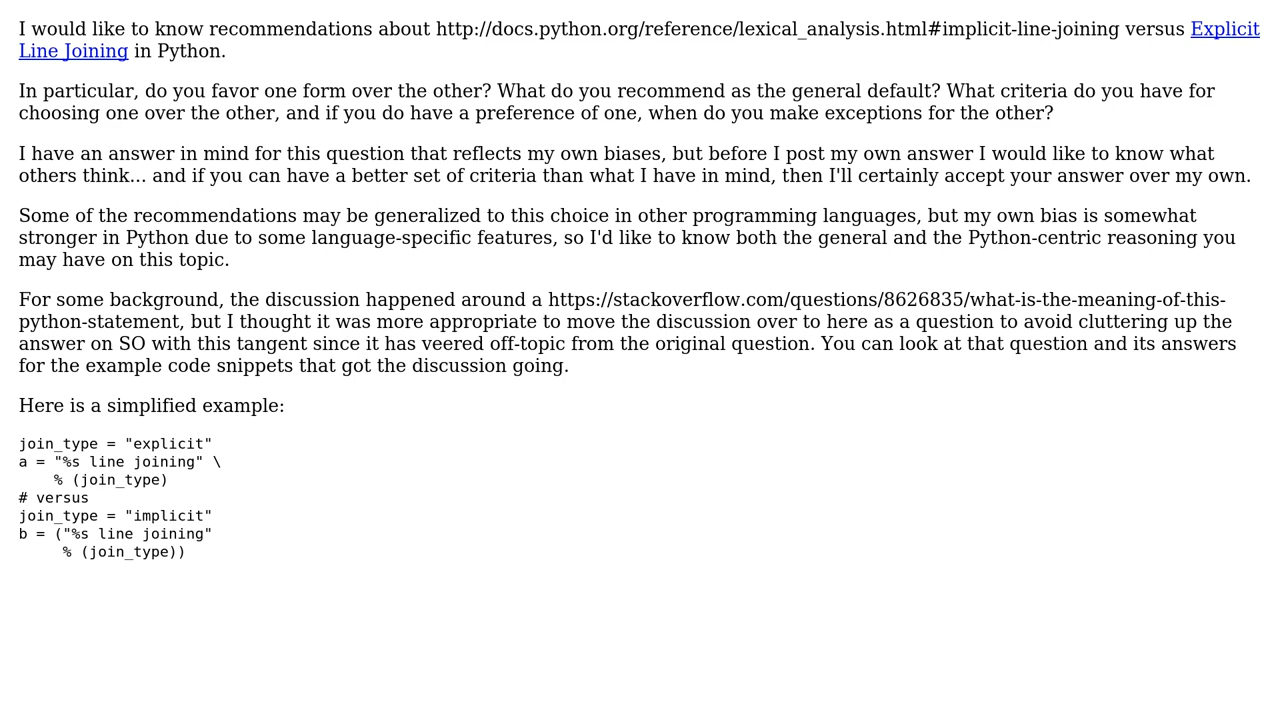 I would like to know recommendations about http://docs.python.org/reference/lexical_analysis.html#implicit-line-joining versus Explicit
Line Joining in Python.
In particular, do you favor one form over the other? What do you recommend as the general default? What criteria do you have for
choosing one over the other, and if you do have a preference of one, when do you make exceptions for the other?
I have an answer in mind for this question that reflects my own biases, but before I post my own answer I would like to know what
others think... and if you can have a better set of criteria than what I have in mind, then I'll certainly accept your answer over my own.
Some of the recommendations may be generalized to this choice in other programming languages, but my own bias is somewhat
stronger in Python due to some language-specific features, so I'd like to know both the general and the Python-centric reasoning you
may have on this topic.
For some background, the discussion happened around a https://stackoverflow.com/questions/8626835/what-is-the-meaning-of-this-
python-statement, but I thought it was more appropriate to move the discussion over to here as a question to avoid cluttering up the
answer on SO with this tangent since it has veered off-topic from the original question. You can look at that question and its answers
for the example code snippets that got the discussion going.
Here is a simplified example:
join_type = "explicit"
a = "%s line joining" \
    % (join_type)
# versus
join_type = "implicit"
b = ("%s line joining"
     % (join_type))